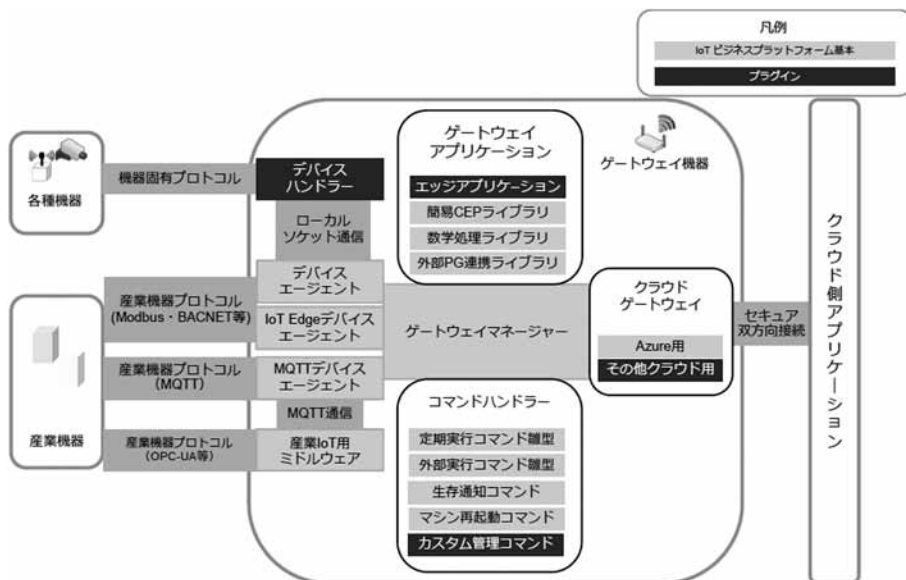 凡例
IoT ビジネスプラットフォーム基本
プラグイン
各種機器
機器固有プロトコル
デバイス
ハンドラー
ローカル
ソケット通信
ゲートウェイ
アプリケーション
エッジアプリケーション
簡易CEPライブラリ
数学処理ライブラリ
外部PG連携ライブラリ
ゲートウェイ機器
産業機器
産業機器プロトコル
(Modbus・BACNET等)
産業機器プロトコル
(MQTT)
産業機器プロトコル
(OPC-UA等)
デバイス
エージェント
IoT Edgeデバイス
エージェント
MQTTデバイス
エージェント
MQTT通信
産業IoT用
ミドルウェア
ゲートウェイマネージャー
クラウド
ゲートウェイ
Azure用
その他クラウド用
コマンドハンドラー
定期実行コマンド雛型
外部実行コマンド雛型
生存通知コマンド
マシン再起動コマンド
カスタム管理コマンド
セキュア
双方向接続
クラウド側アプリケーション